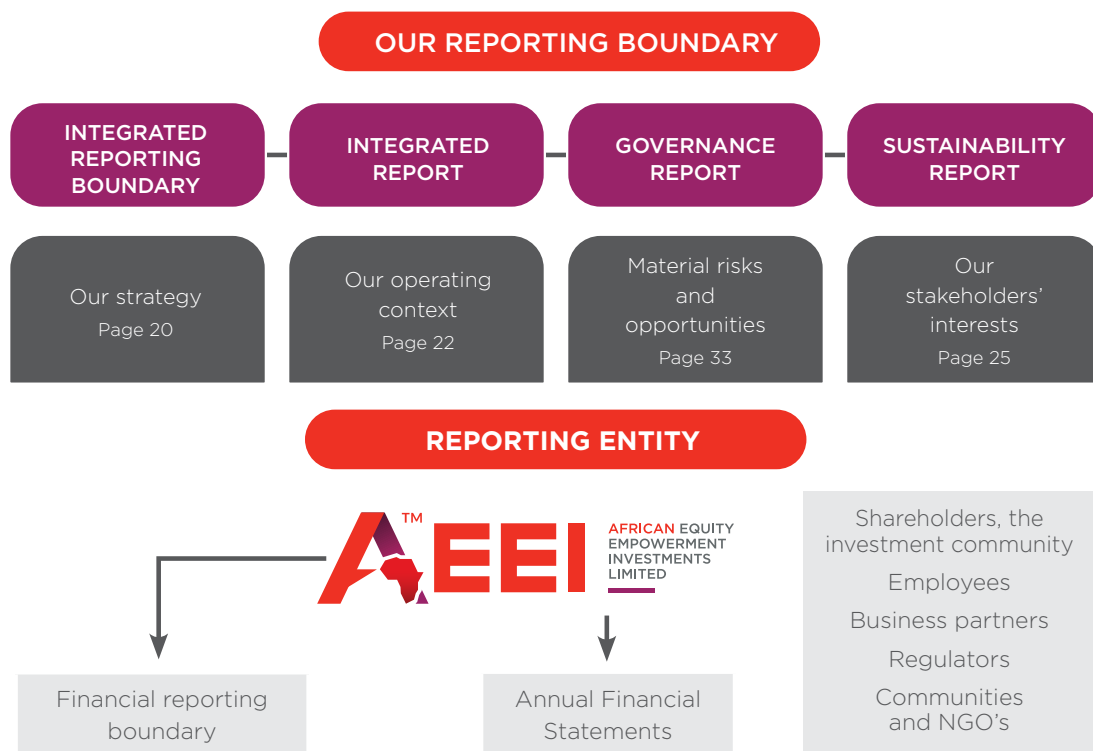 OUR REPORTING BOUNDARY
INTEGRATED
REPORTING
BOUNDARY
INTEGRATED
REPORT
GOVERNANCE
REPORT
SUSTAINABILITY
REPORT
Our strategy
Page 20
Our operating
context
Page 22
Material risks
and
opportunities
Page 33
Our
stakeholders’
interests
Page 25
REPORTING ENTITY
AEEI
TM
AFRICAN EQUITY
EMPOWERMENT
INVESTMENTS
LIMITED
Financial reporting
boundary
Annual Financial
Statements
Shareholders, the
investment community
Employees
Business partners
Regulators
Communities
and NGO’s